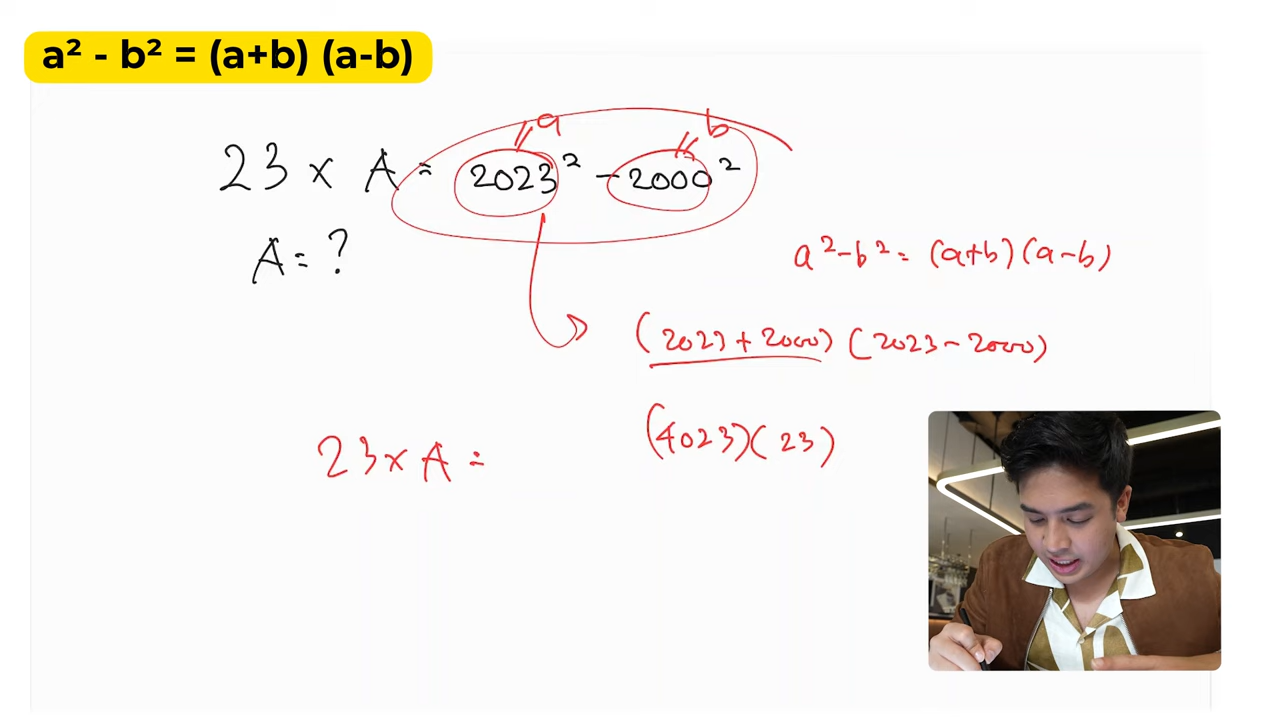 a² - b² = (a+b) (a-b)
a b
23 x A = 2023² - 2000²
A = ?
a² - b² = (a+b)(a-b)
(2023 + 2000) (2023 - 2000)
(4023)(23)
23 x A =